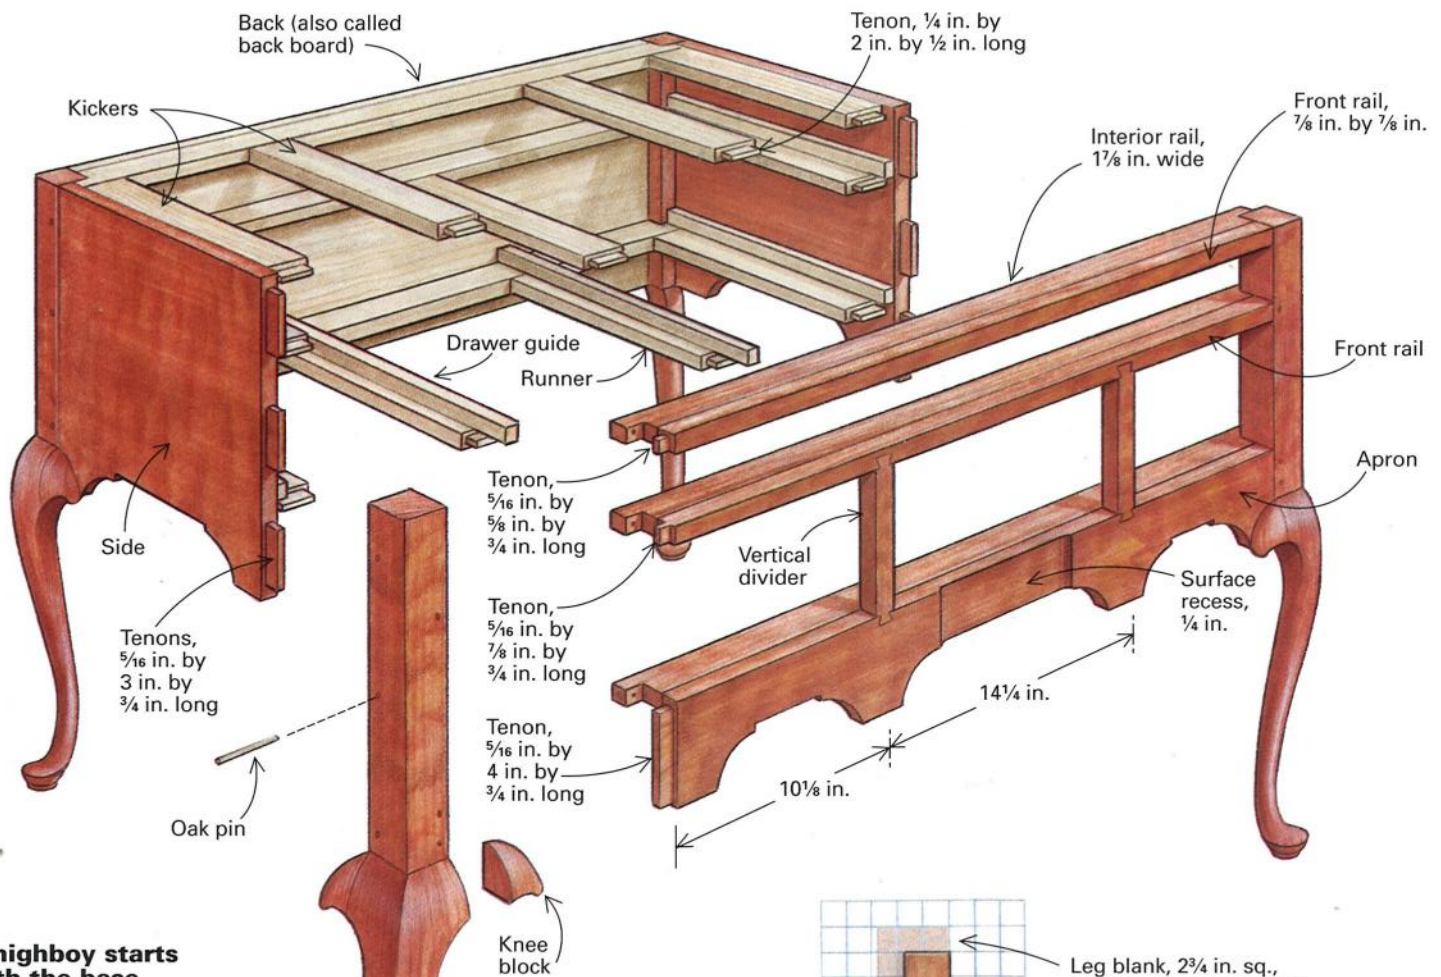 Back (also called
back board)
Tenon, ¼ in. by
2 in. by ½ in. long
Kickers
Front rail,
⅞ in. by ⅞ in.
Interior rail,
1⅞ in. wide
Drawer guide
Runner
Front rail
Apron
Side
Tenon,
5⁄16 in. by
⅝ in. by
¾ in. long
Vertical
divider
Surface
recess,
¼ in.
Tenons,
5⁄16 in. by
3 in. by
¾ in. long
Tenon,
5⁄16 in. by
⅞ in. by
¾ in. long
14¼ in.
Tenon,
5⁄16 in. by
4 in. by
¾ in. long
10⅛ in.
Oak pin
Knee
block
highboy starts
the base
Leg blank, 2¾ in. sq.,